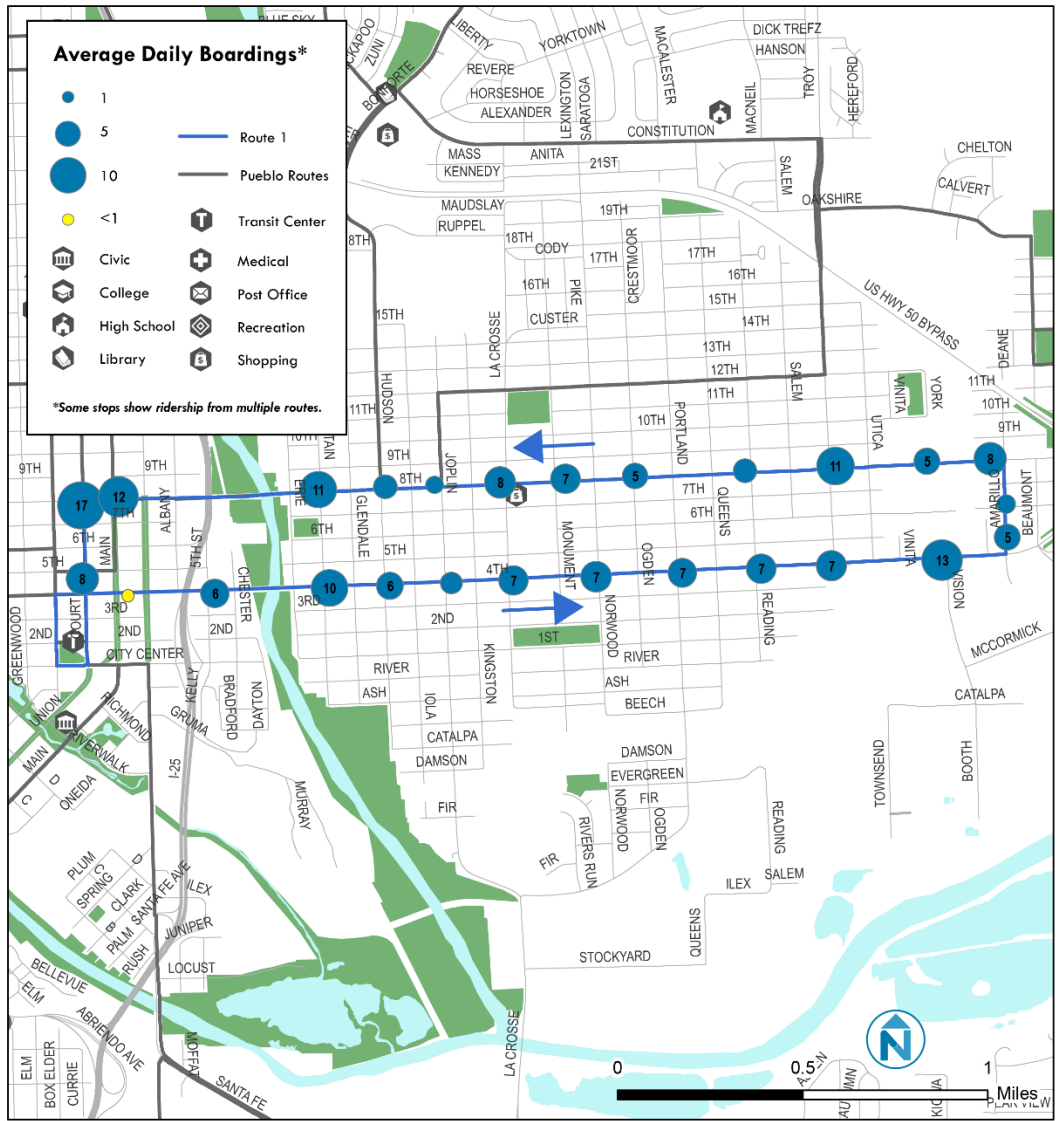 BLUE SKY
Average Daily Boardings*
1
5
Route 1
10
Pueblo Routes
<1
Transit Center
Civic
Medical
College
Post Office
High School
Recreation
Library
Shopping
*Some stops show ridership from multiple routes.
ZUNI
BONFORTE
LIBERTY
YORKTOWN
REVERE
HORSESHOE
ALEXANDER
LEXINGTON
SARATOGA
MACALESTER
DICK TREFZ
HANSON
MACNEIL
TROY
HEREFORD
CONSTITUTION
MASS
ANITA
KENNEDY
21ST
SALEM
CHELTON
CALVERT
MAUDSLAY
RUPPEL
19TH
OAKSHIRE
8TH
18TH
CODY
17TH
CRESTMOOR
17TH
16TH
16TH
PIKE
15TH
US HWY 50 BYPASS
15TH
CUSTER
14TH
LA CROSSE
13TH
DEANE
12TH
SALEM
HUDSON
11TH
VINITA
YORK
11TH
11TH
10TH
PORTLAND
10TH
UTICA
9TH
9TH
9TH
9TH
JOPLIN
8TH
ERIE
17
12
11
8
7
5
11
5
8
7TH
7TH
ALBANY
6TH
MAIN
6TH
GLENDALE
6TH
QUEENS
AMARILLO
BEAUMONT
5TH
5TH ST
5TH
5
MONUMENT
OGDEN
VINITA
4TH
8
6
CHESTER
10
6
7
7
7
7
7
13
COURT
3RD
3RD
NORWOOD
READING
2ND
2ND
2ND
2ND
1ST
GREENWOOD
CITY CENTER
RIVER
KINGSTON
RIVER
MCCORMICK
KELLY
BRADFORD
DAYTON
ASH
IOLA
ASH
BEECH
CATALPA
UNION
RICHMOND
GRUMA
RIVERWALK
MAIN
CATALPA
DAMSON
DAMSON
EVERGREEN
TOWNSEND
BOOTH
D
C
ONEIDA
I-25
MURRAY
FIR
NORWOOD
FIR
OGDEN
READING
RIVERS RUN
FIR
PLUM
D
C
SPRING
CLARK
SANTA FE AVE
ILEX
ILEX
SALEM
B
PALM
JUNIPER
RUSH
QUEENS
LOCUST
STOCKYARD
BELLEVUE
ELM
ABRIENDO AVE
LA CROSSE
N
MOFFAT
ELM
BOX ELDER
CURRIE
SANTA FE
0
0.5
1
Miles